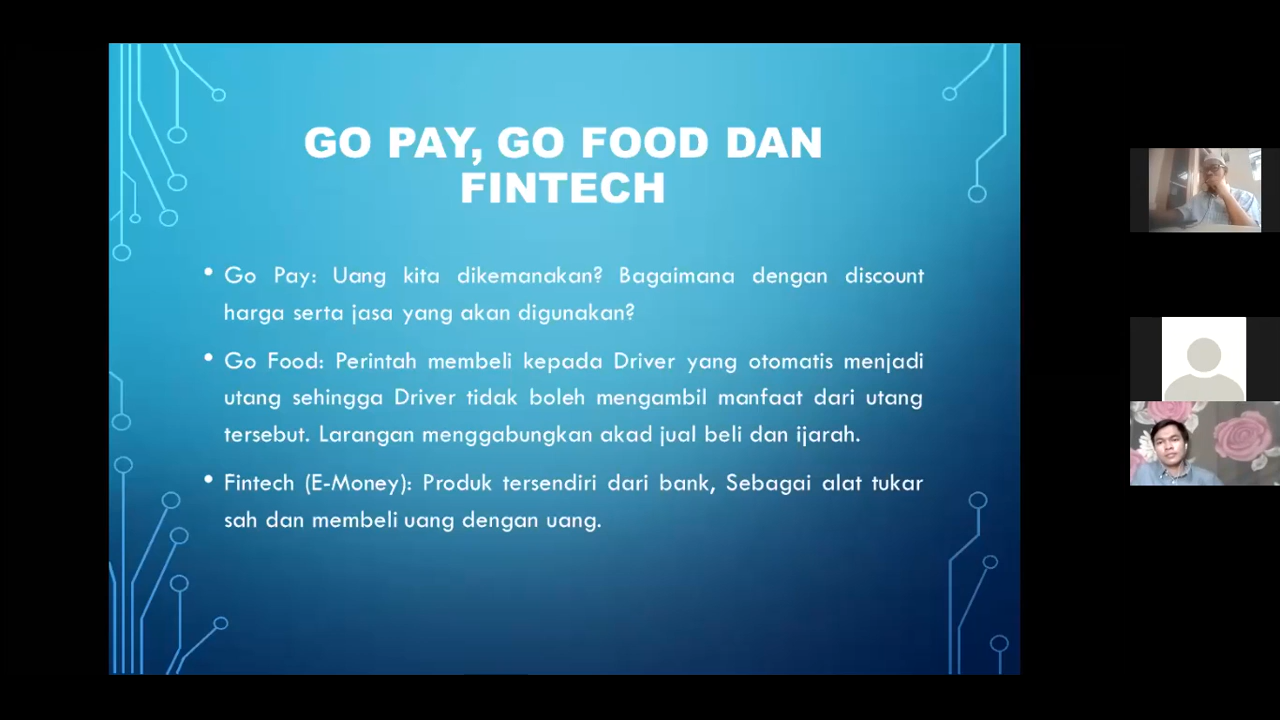 GO PAY, GO FOOD DAN
FINTECH
• Go Pay: Uang kita dikemanakan? Bagaimana dengan discount
harga serta jasa yang akan digunakan?
• Go Food: Perintah membeli kepada Driver yang otomatis menjadi
utang sehingga Driver tidak boleh mengambil manfaat dari utang
tersebut. Larangan menggabungkan akad jual beli dan ijarah.
• Fintech (E-Money): Produk tersendiri dari bank, Sebagai alat tukar
sah dan membeli uang dengan uang.